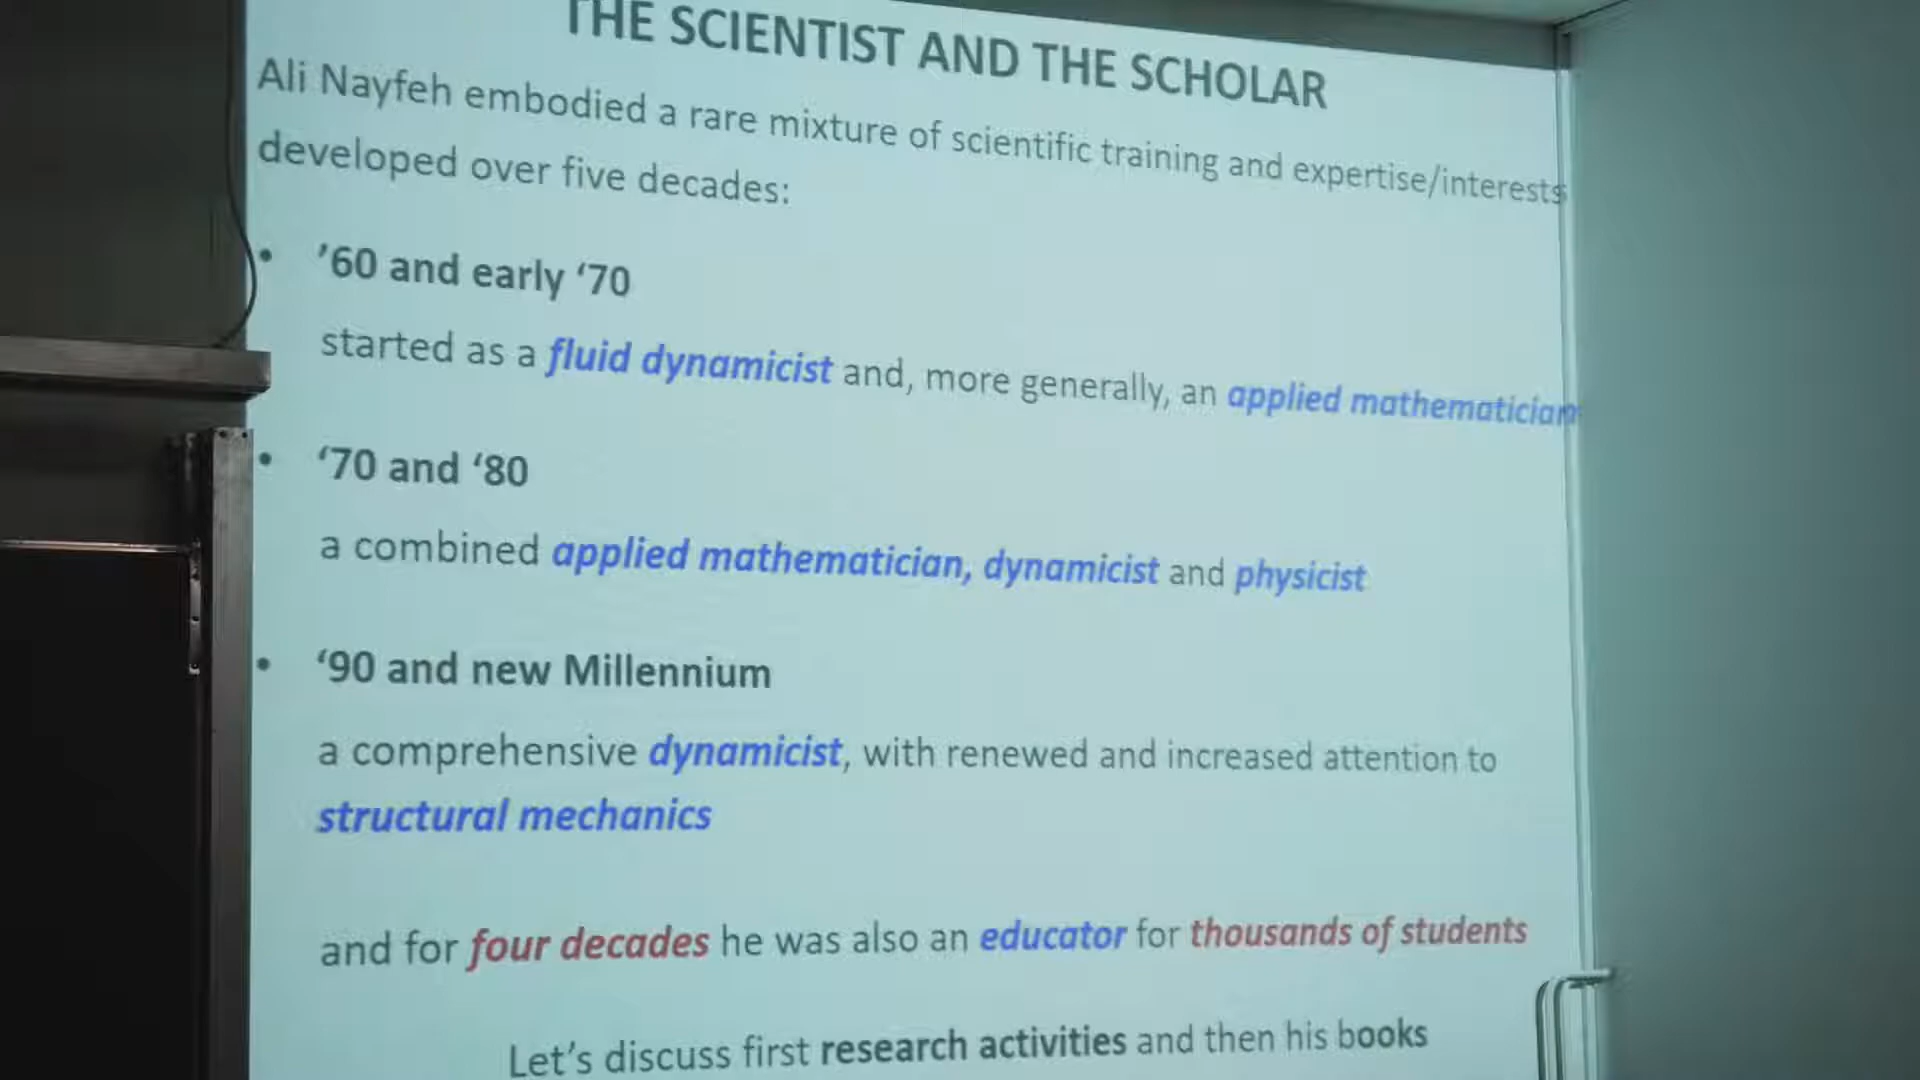 THE SCIENTIST AND THE SCHOLAR
Ali Nayfeh embodied a rare mixture of scientific training and expertise/interests
developed over five decades:
• ’60 and early ‘70
started as a fluid dynamicist and, more generally, an applied mathematician
• ‘70 and ‘80
a combined applied mathematician, dynamicist and physicist
• ‘90 and new Millennium
a comprehensive dynamicist, with renewed and increased attention to
structural mechanics
and for four decades he was also an educator for thousands of students
Let’s discuss first research activities and then his books